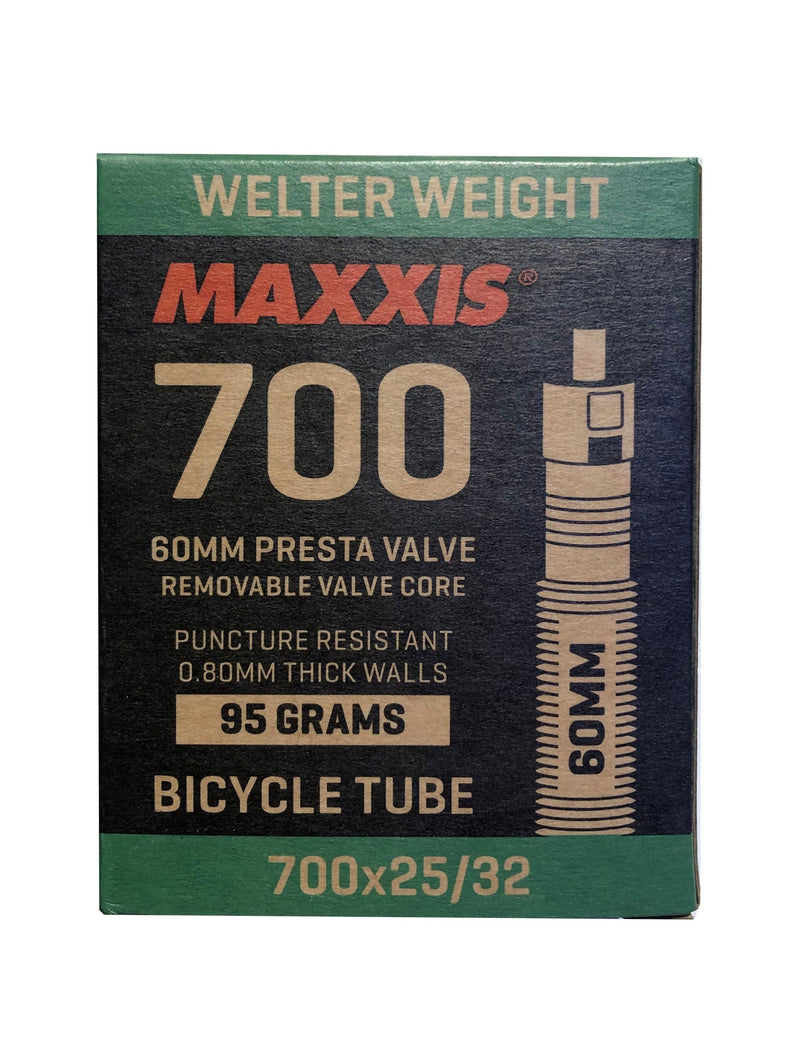 WELTER WEIGHT
MAXXIS®
700
60MM PRESTA VALVE
REMOVABLE VALVE CORE
PUNCTURE RESISTANT
0.80MM THICK WALLS
95 GRAMS
BICYCLE TUBE
60MM
700x25/32